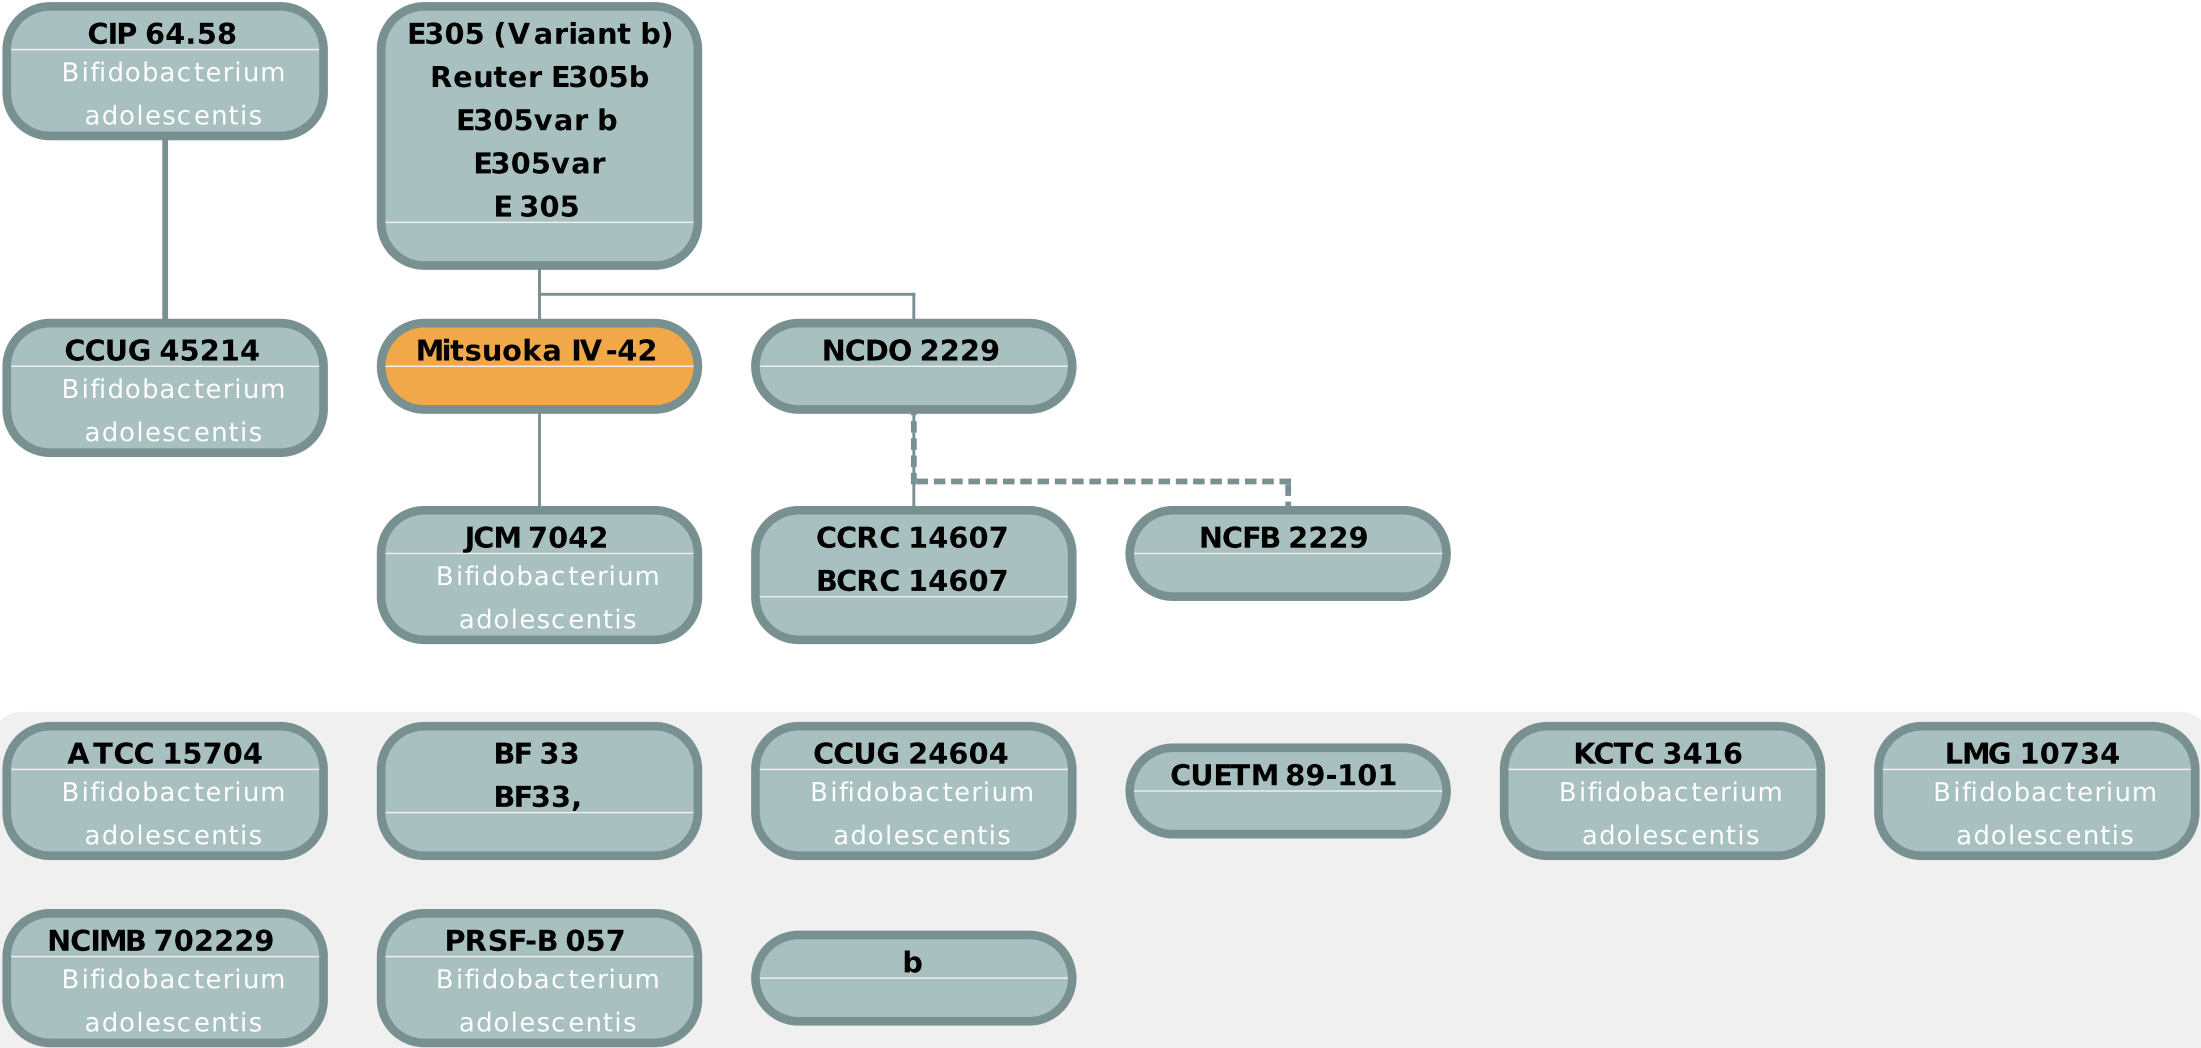 CIP 64.58
Bifidobacterium
adolescentis
E305 (Variant b)
Reuter E305b
E305var b
E305var
E 305
CCUG 45214
Bifidobacterium
adolescentis
Mitsuoka IV-42
NCDO 2229
JCM 7042
Bifidobacterium
adolescentis
CCRC 14607
BCRC 14607
NCFB 2229
ATCC 15704
Bifidobacterium
adolescentis
BF 33
BF33,
CCUG 24604
Bifidobacterium
adolescentis
CUETM 89-101
KCTC 3416
Bifidobacterium
adolescentis
LMG 10734
Bifidobacterium
adolescentis
NCIMB 702229
Bifidobacterium
adolescentis
PRSF-B 057
Bifidobacterium
adolescentis
b